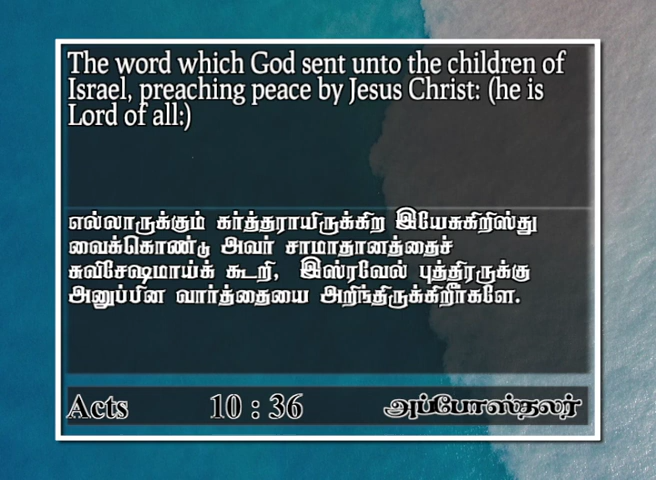 The word which God sent unto the children of
Israel, preaching peace by Jesus Christ: (he is
Lord of all:)
எல்லாருக்கும் கர்த்தராயிருக்கிற இயேசுகிறிஸ்து
வைக்கொண்டு அவர் சாமாதானத்தைச்
சுவிசேஷமாய்க் கூறி, இஸ்ரவேல் புத்திரருக்கு
அனுப்பின வார்த்தையை அறிந்திருக்கிறீர்களே.
Acts 10 : 36 அப்போஸ்தலர்